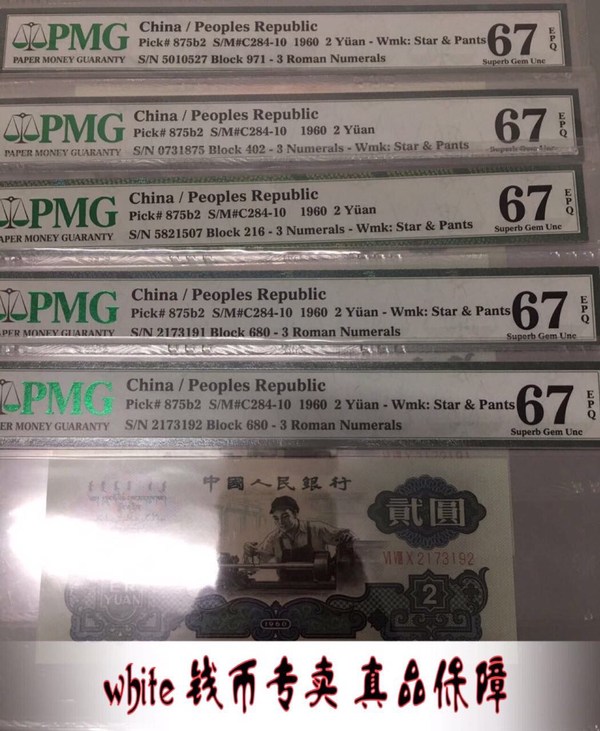 PMG
PAPER MONEY GUARANTY
China / Peoples Republic
Pick# 875b2 S/M#C284-10 1960 2 Yüan - Wmk: Star & Pants
S/N 5010527 Block 971 - 3 Roman Numerals
67
EPQ
Superb Gem Unc
PMG
PAPER MONEY GUARANTY
China / Peoples Republic
Pick# 875b2 S/M#C284-10 1960 2 Yüan
S/N 0731875 Block 402 - 3 Numerals - Wmk: Star & Pants
67
EPQ
Superb Gem Unc
PMG
APER MONEY GUARANTY
China / Peoples Republic
Pick# 875b2 S/M#C284-10 1960 2 Yüan
S/N 5821507 Block 216 - 3 Numerals - Wmk: Star & Pants
67
EPQ
Superb Gem Unc
PMG
PER MONEY GUARANTY
China / Peoples Republic
Pick# 875b2 S/M#C284-10 1960 2 Yüan - Wmk: Star & Pants
S/N 2173191 Block 680 - 3 Roman Numerals
67
EPQ
Superb Gem Unc
PMG
ER MONEY GUARANTY
China / Peoples Republic
Pick# 875b2 S/M#C284-10 1960 2 Yüan - Wmk: Star & Pants
S/N 2173192 Block 680 - 3 Roman Numerals
67
EPQ
Superb Gem Unc
中國人民銀行
貳圓
VI VIII X 2173192
YUAN
2
1960
white 钱币专卖 真品保障